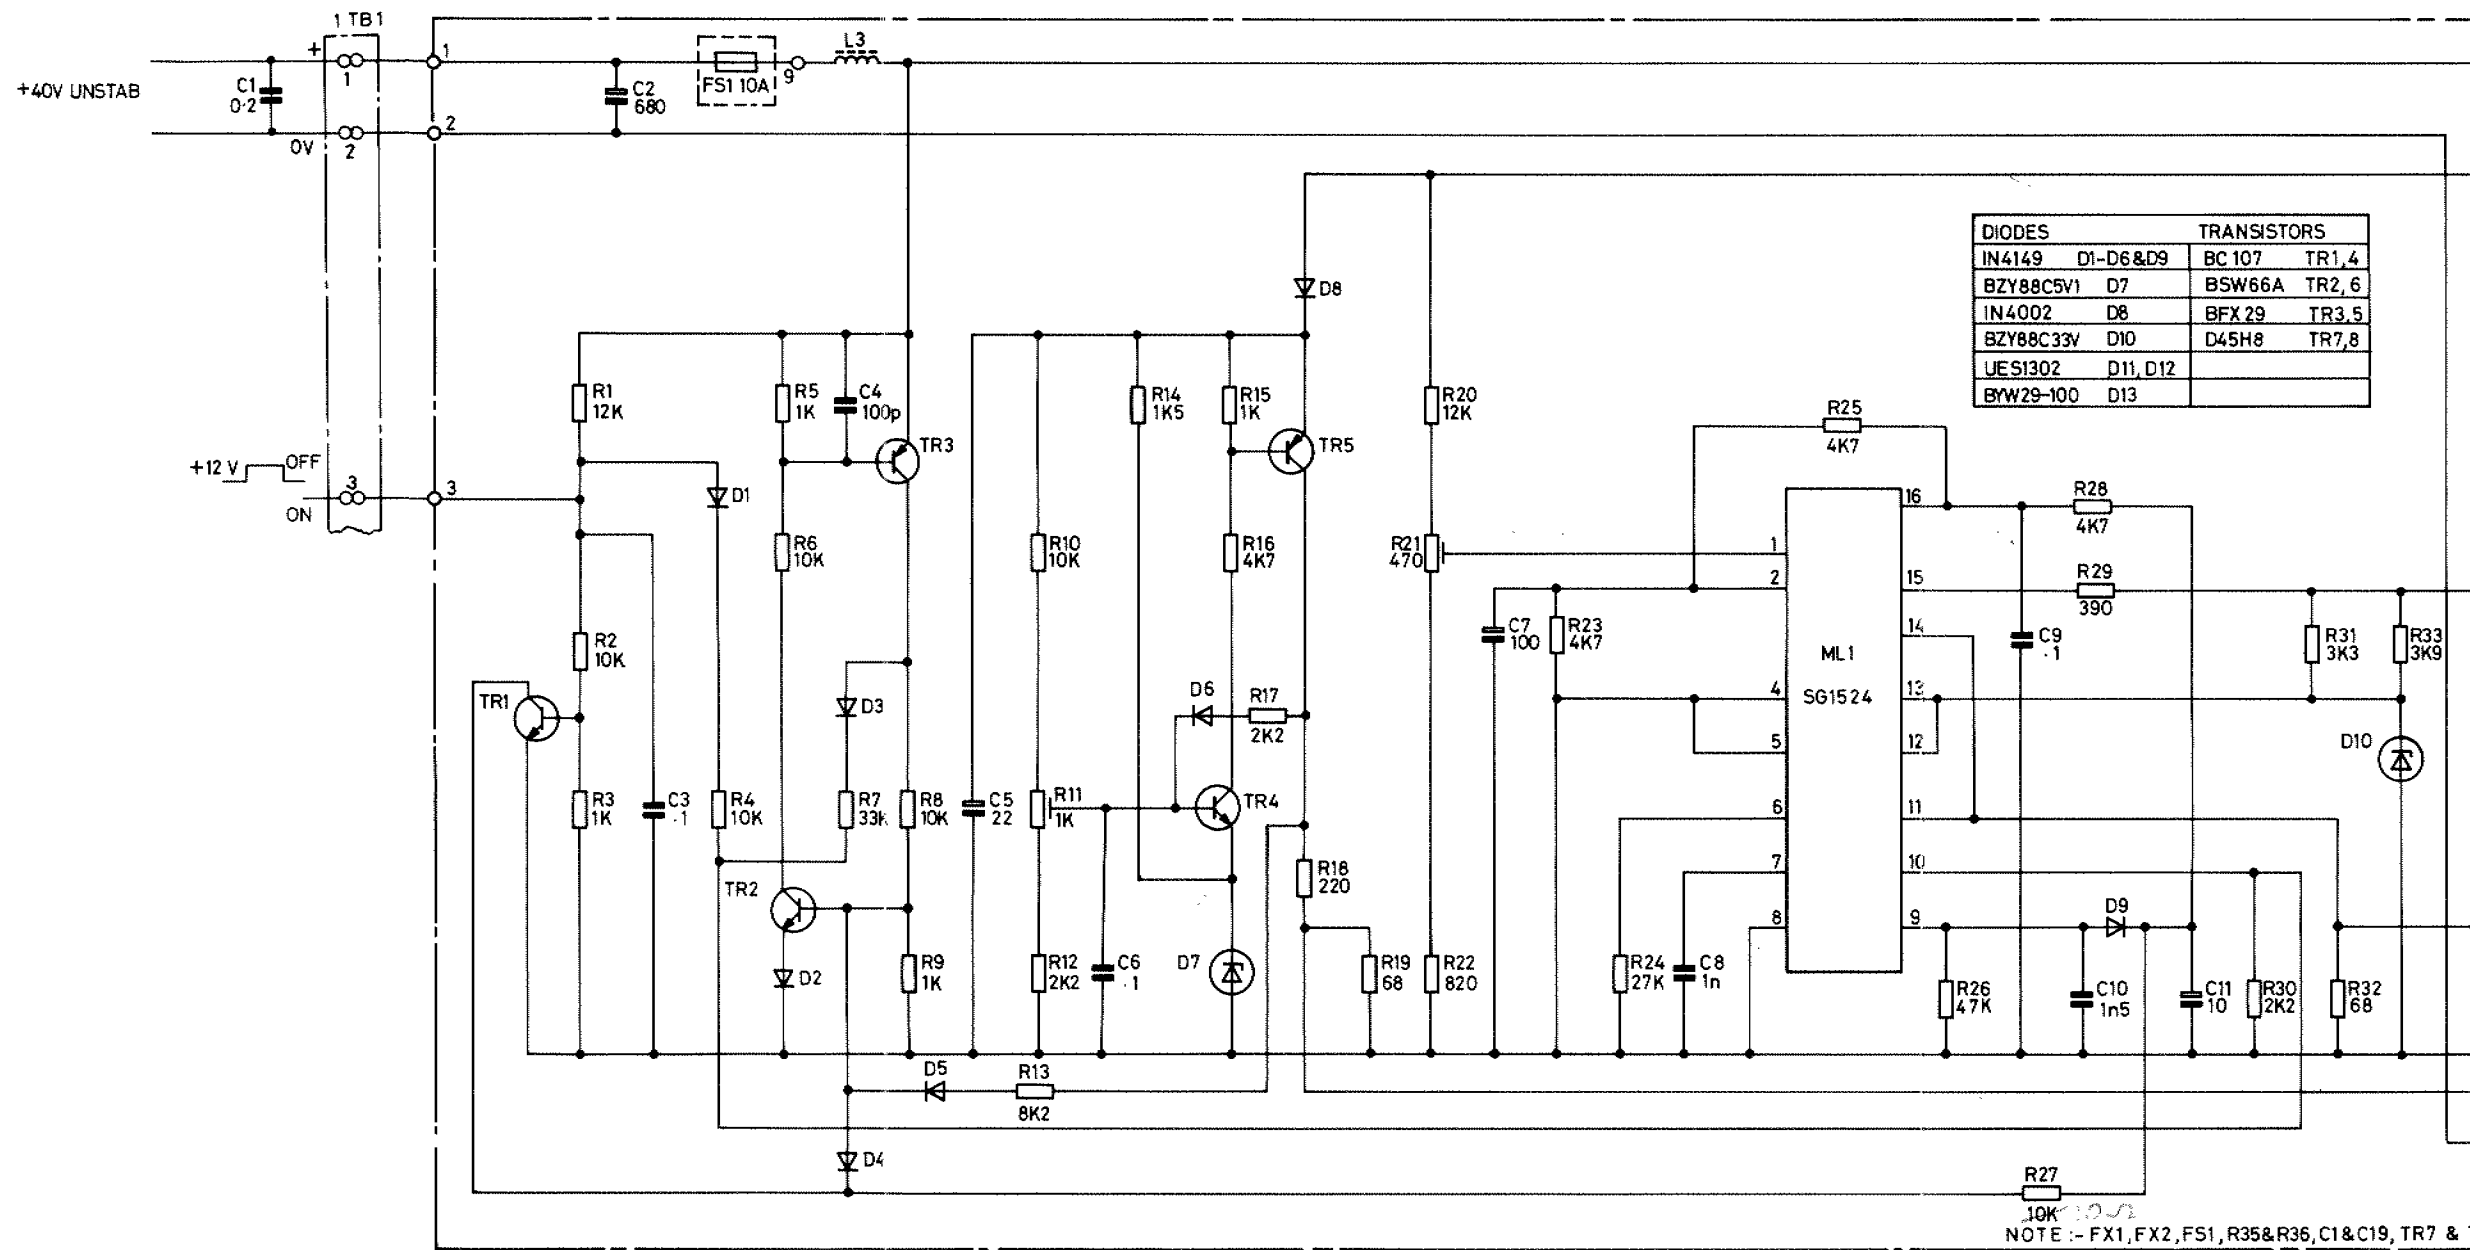 1 TB1
+
1
1
+40V UNSTAB
C1
0·2
C2
680
FS1 10A
9
L3
0V
2
2
DIODES TRANSISTORS
IN4149 D1-D6&D9 BC107 TR1,4
BZY88C5V1 D7 BSW66A TR2,6
IN4002 D8 BFX29 TR3,5
BZY88C33V D10 D45H8 TR7,8
UES1302 D11,D12
BYW29-100 D13
D8
R1
12K
R5
1K
C4
100p
TR3
R14
1K5
R15
1K
TR5
R20
12K
R25
4K7
+12V
OFF
ON
3
3
D1
R6
10K
R10
10K
R16
4K7
R21
470
1
2
4
5
6
7
8
16
15
14
13
12
11
10
9
ML1
SG1524
R28
4K7
R29
390
C7
100
R23
4K7
C9
·1
R31
3K3
R33
3K9
D10
R2
10K
TR1
D3
D6
R17
2K2
R3
1K
C3
·1
R4
10K
R7
33K
R8
10K
C5
22
R11
1K
TR4
R18
220
TR2
D2
R9
1K
R12
2K2
C6
·1
D7
R19
68
R22
820
R24
27K
C8
1n
D9
R26
47K
C10
1n5
C11
10
R30
2K2
R32
68
D5
R13
8K2
D4
R27
10K
NOTE :- FX1, FX2, FS1, R35&R36, C1&C19, TR7 &